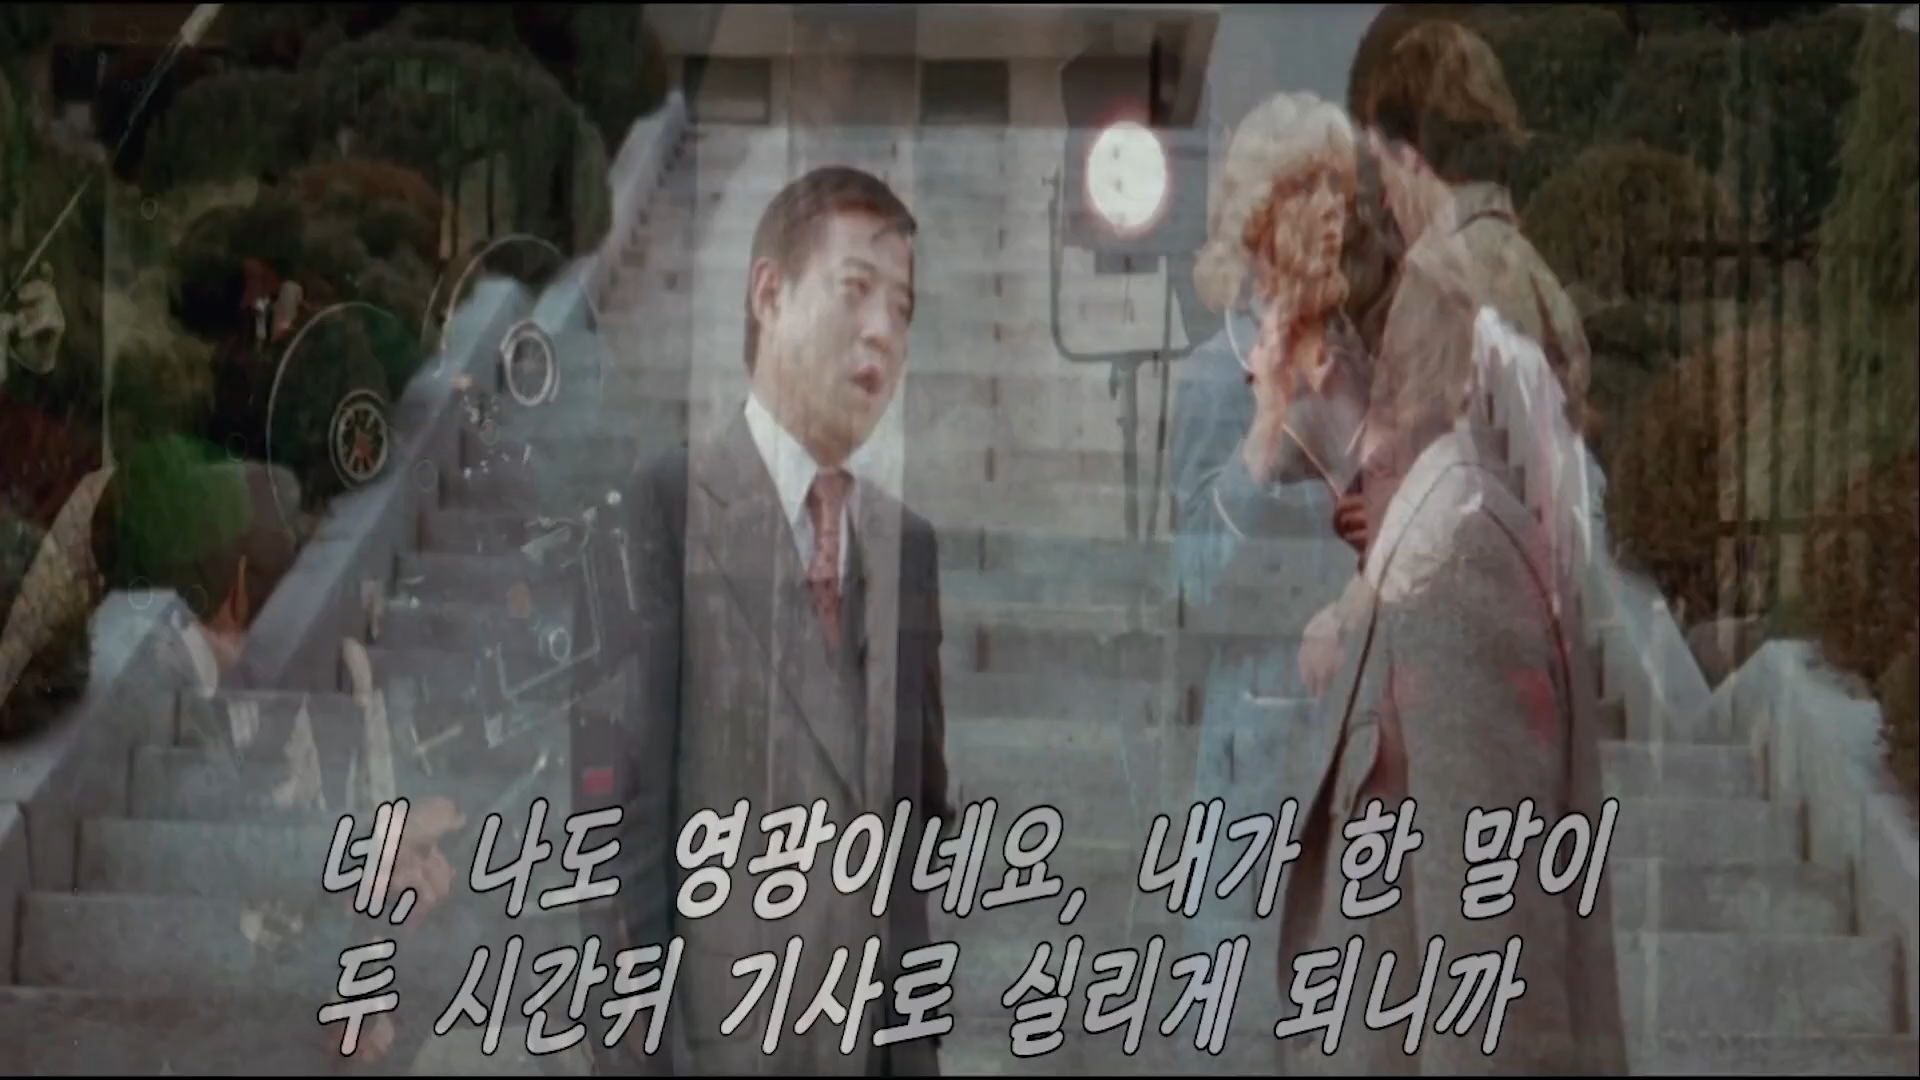 네, 나도 영광이네요, 내가 한 말이
두 시간뒤 기사로 실리게 되니까